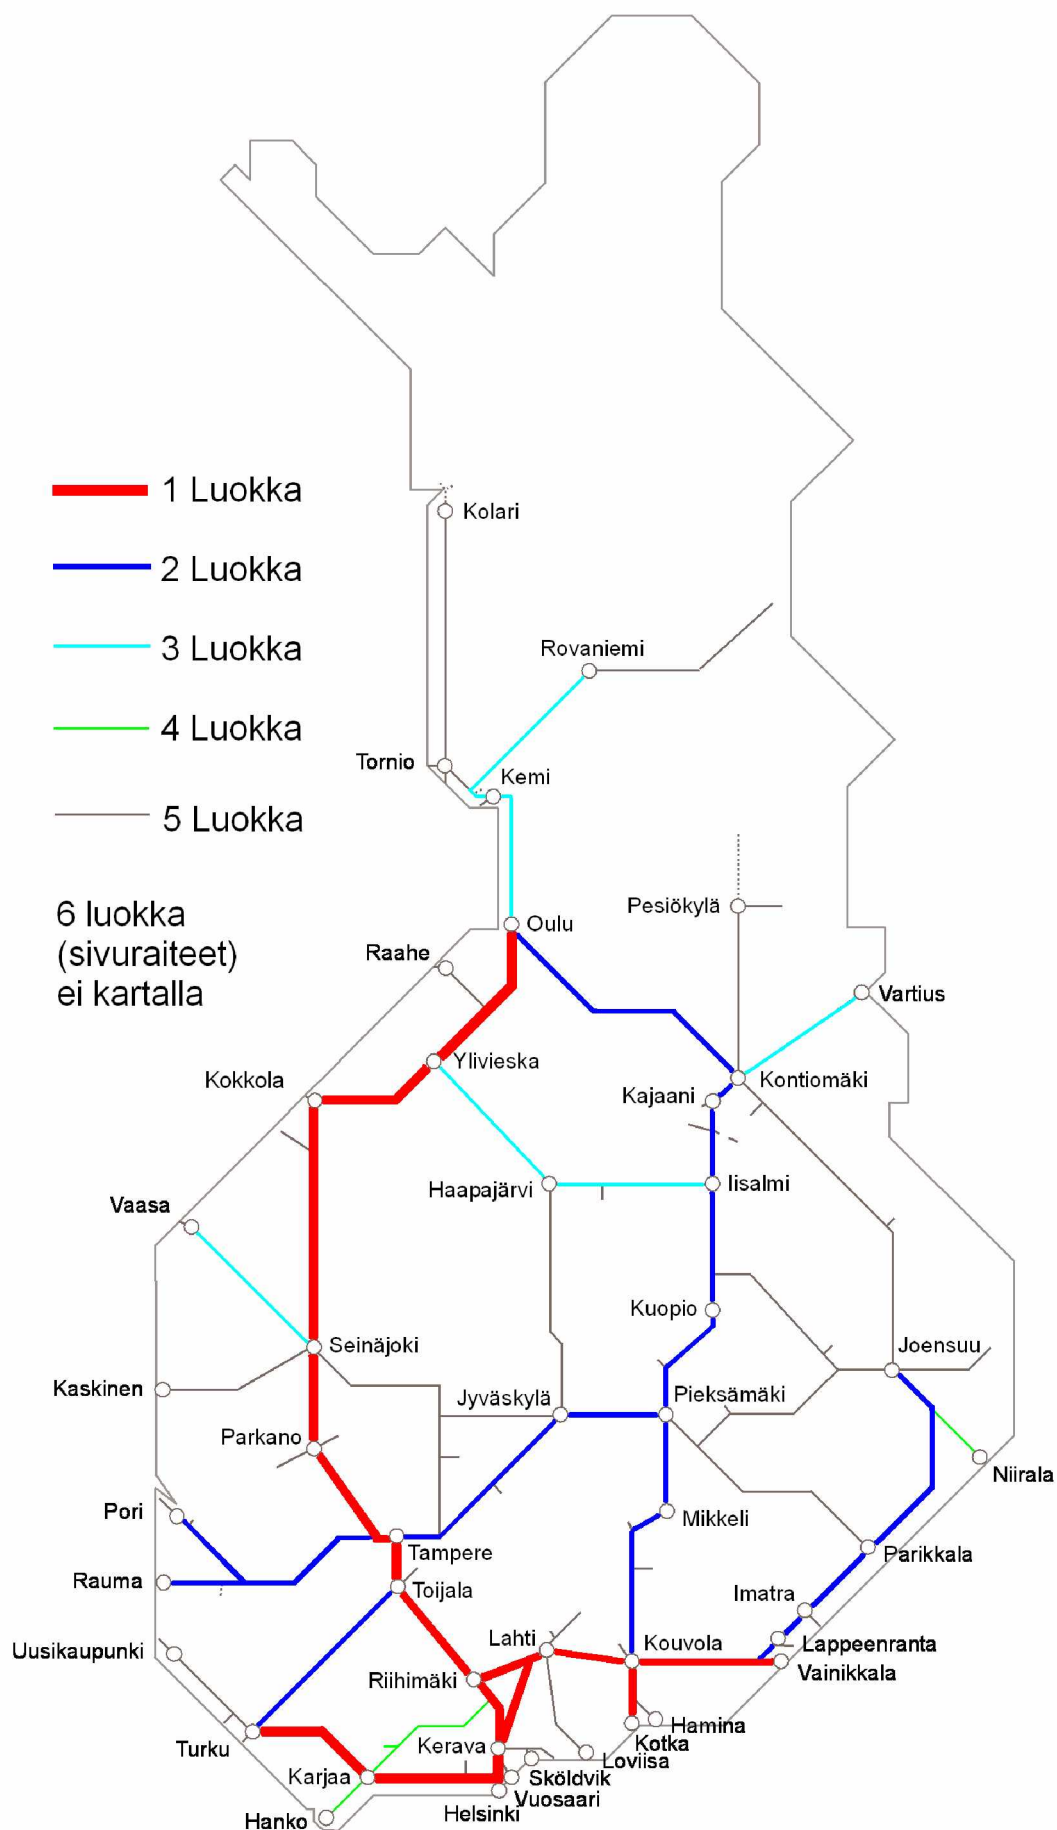 1 Luokka
Kolari
2 Luokka
3 Luokka
Rovaniemi
4 Luokka
Tornio
Kemi
5 Luokka
6 luokka
(sivuraiteet)
ei kartalla
Pesiökylä
Oulu
Raahe
Vartius
Ylivieska
Kokkola
Kontiomäki
Kajaani
Haapajärvi
Iisalmi
Vaasa
Kuopio
Seinäjoki
Joensuu
Kaskinen
Jyväskylä
Pieksämäki
Parkano
Niirala
Pori
Mikkeli
Tampere
Parikkala
Rauma
Toijala
Imatra
Uusikaupunki
Lahti
Kouvola
Lappeenranta
Vainikkala
Riihimäki
Hamina
Turku
Kerava
Kotka
Loviisa
Karjaa
Sköldvik
Vuosaari
Helsinki
Hanko